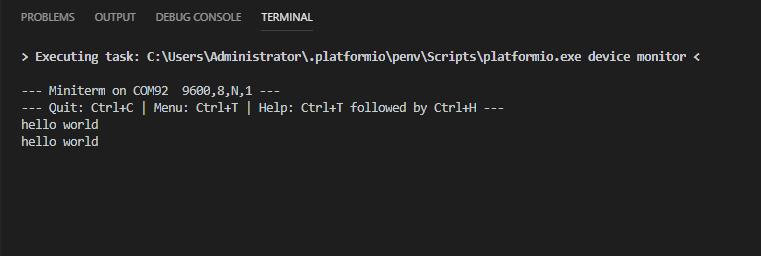 PROBLEMS OUTPUT DEBUG CONSOLE TERMINAL
> Executing task: C:\Users\Administrator\.platformio\penv\Scripts\platformio.exe device monitor <
--- Miniterm on COM92  9600,8,N,1 ---
--- Quit: Ctrl+C | Menu: Ctrl+T | Help: Ctrl+T followed by Ctrl+H ---
hello world
hello world